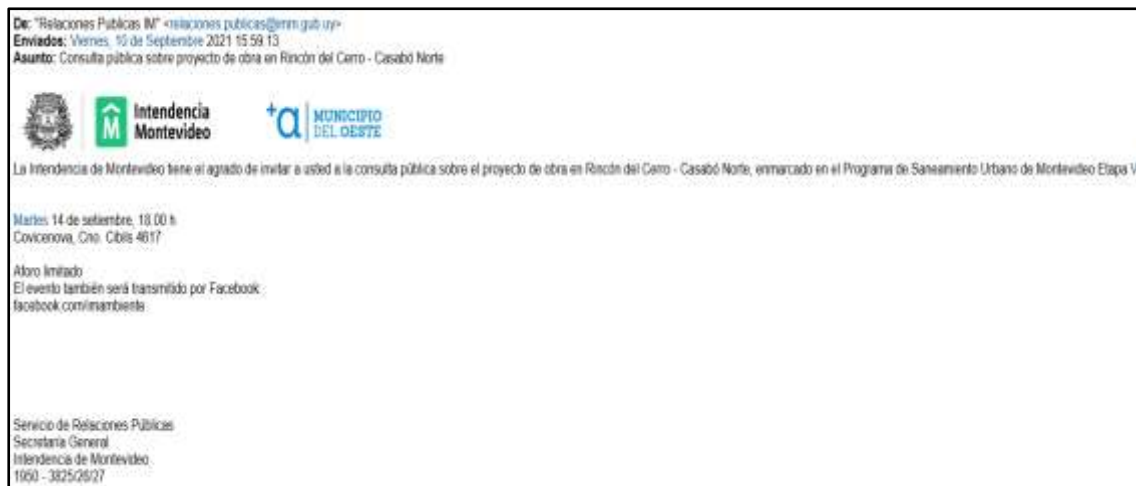 De: "Relaciones Publicas IM" <relaciones.publicas@imm.gub.uy>
Enviados: Viernes, 10 de Septiembre 2021 15:59:13
Asunto: Consulta pública sobre proyecto de obra en Rincón del Cerro - Casabó Norte
Intendencia
Montevideo
+a MUNICIPIO
DEL OESTE
La Intendencia de Montevideo tiene el agrado de invitar a usted a la consulta pública sobre el proyecto de obra en Rincón del Cerro - Casabó Norte, enmarcado en el Programa de Saneamiento Urbano de Montevideo Etapa V
Martes 14 de setiembre, 18.00 h
Covicenova, Cno. Cibils 4617
Aforo limitado
El evento también será transmitido por Facebook
facebook.com/imambiente
Servicio de Relaciones Públicas
Secretaría General
Intendencia de Montevideo
1950 - 3825/26/27